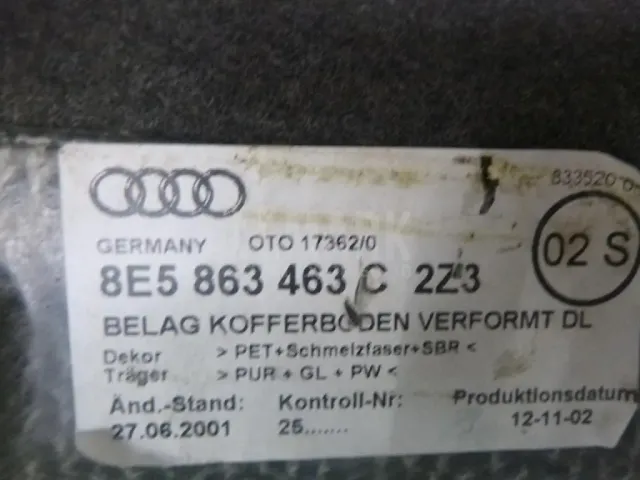 833520 0
GERMANY OTO 17362/0
02 S
8E5 863 463 C 2Z3
BELAG KOFFERBODEN VERFORMT DL
Dekor > PET+Schmelzfaser+SBR <
Träger > PUR + GL + PW <
Änd.-Stand: Kontroll-Nr: Produktionsdatum
27.06.2001 25....... 12-11-02